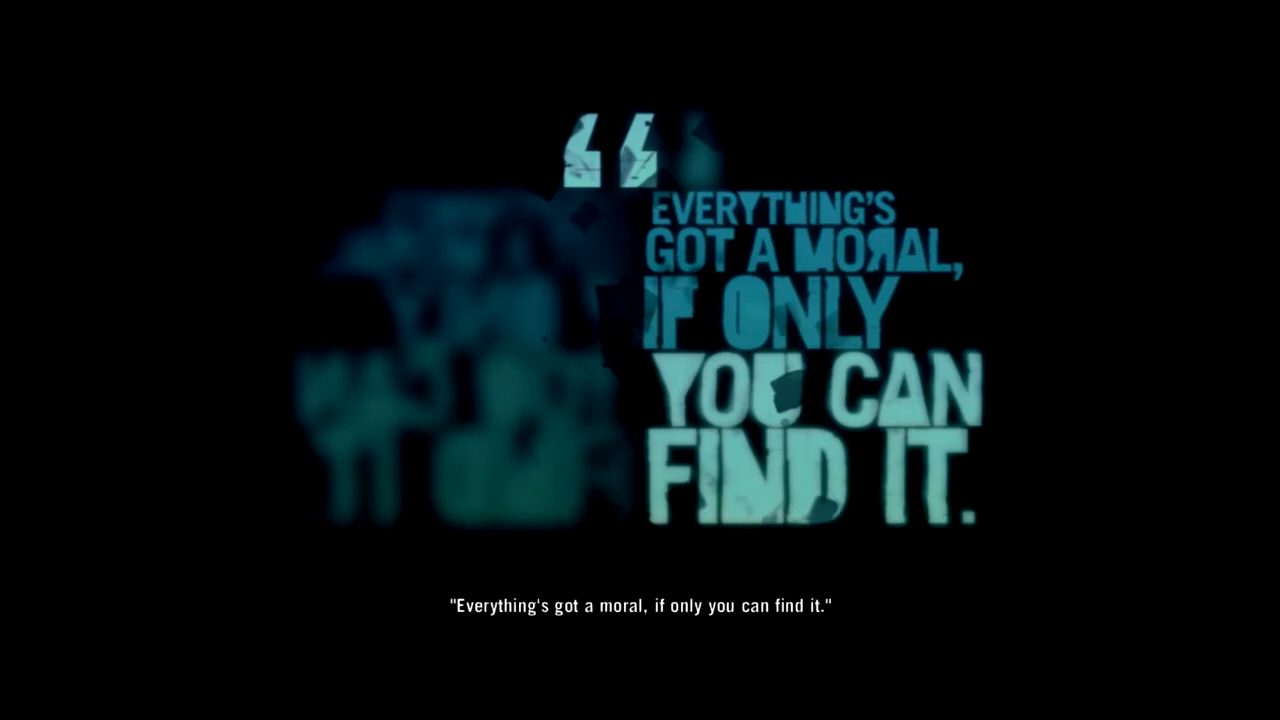 “
EVERYTHING'S
GOT A MORAL,
IF ONLY
YOU CAN
FIND IT.
"Everything's got a moral, if only you can find it."